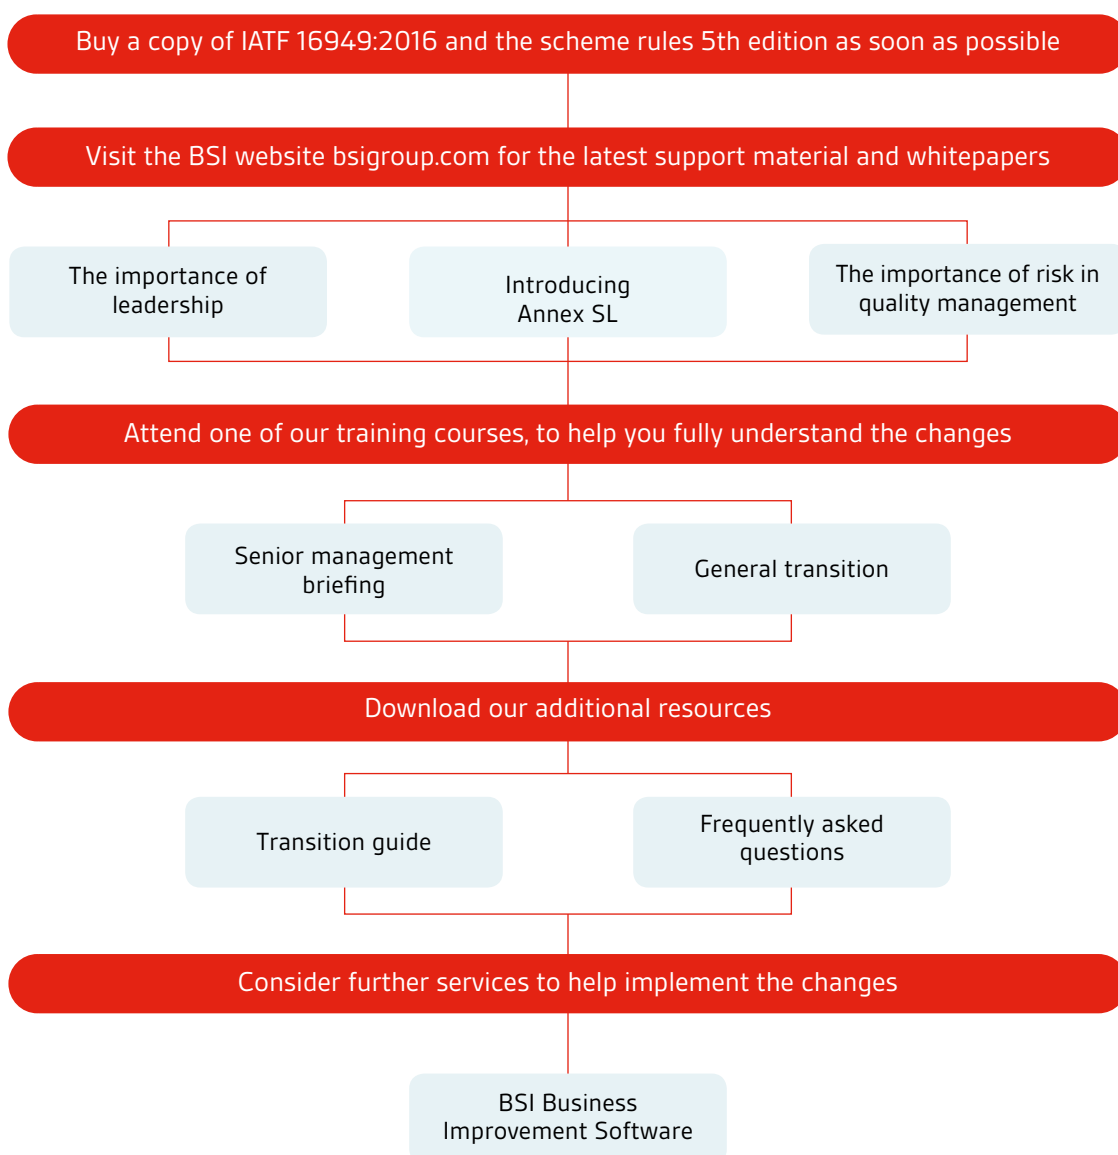 Buy a copy of IATF 16949:2016 and the scheme rules 5th edition as soon as possible
Visit the BSI website bsigroup.com for the latest support material and whitepapers
The importance of
leadership
Introducing
Annex SL
The importance of risk in
quality management
Attend one of our training courses, to help you fully understand the changes
Senior management
briefing
General transition
Download our additional resources
Transition guide
Frequently asked
questions
Consider further services to help implement the changes
BSI Business
Improvement Software